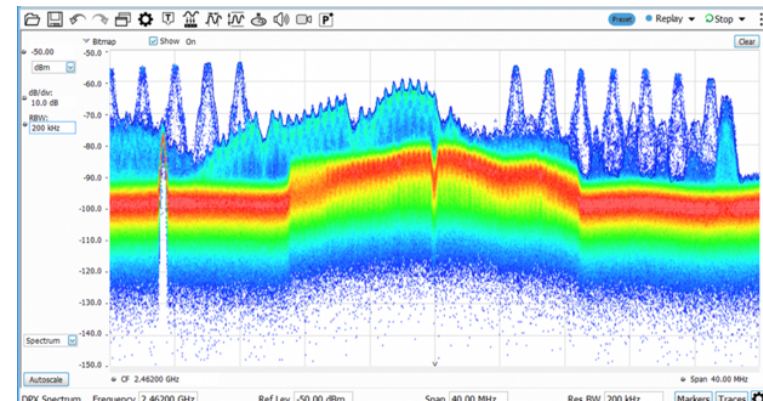 Preset Replay Stop
-50.00 Bitmap Show On Clear
dBm
dB/div:
10.0 dB
RBW:
200 kHz
-50.0
-60.0
-70.0
-80.0
-90.0
-100.0
-110.0
-120.0
-130.0
-140.0
-150.0
Spectrum
Autoscale CF 2.46200 GHz Span 40.00 MHz
DPX Spectrum Frequency 2.46200 GHz Ref Lev -50.00 dBm Span 40.00 MHz Res BW 200 kHz Markers Traces